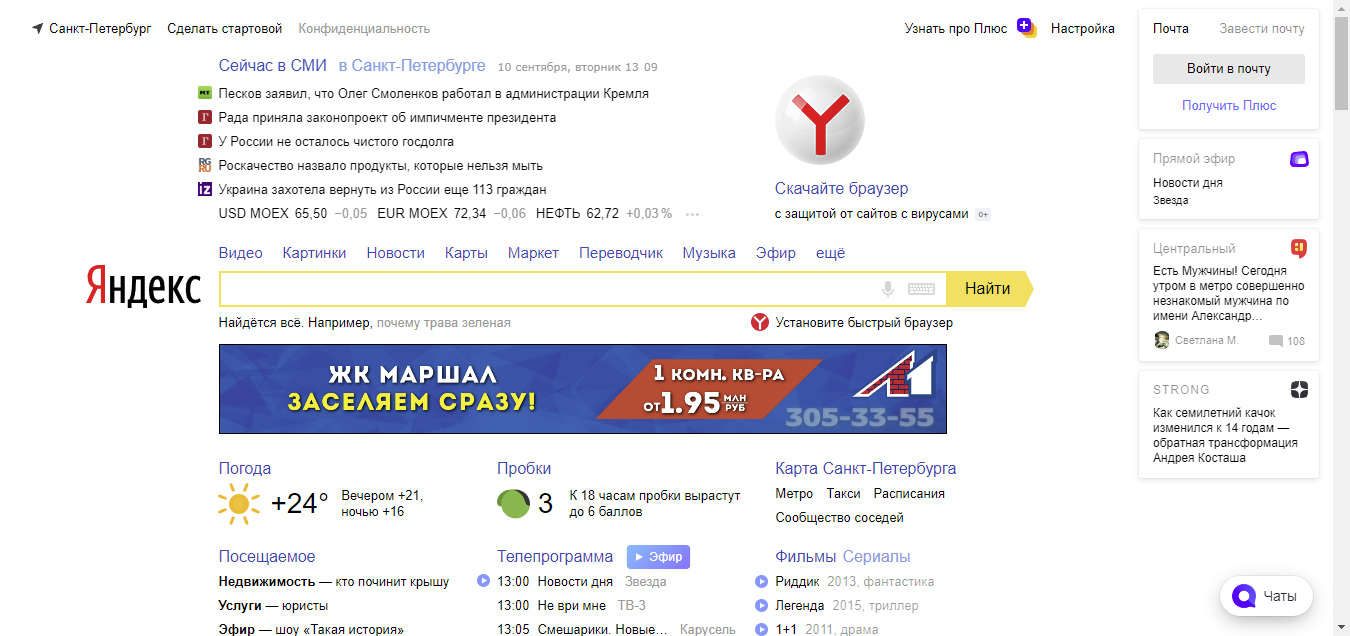 Санкт-Петербург Сделать стартовой Конфиденциальность
Узнать про Плюс Настройка
Сейчас в СМИ в Санкт-Петербурге 10 сентября, вторник 13 09
Песков заявил, что Олег Смоленков работал в администрации Кремля
Рада приняла законопроект об импичменте президента
У России не осталось чистого госдолга
RG RU Роскачество назвало продукты, которые нельзя мыть
iz Украина захотела вернуть из России еще 113 граждан
USD MOEX 65,50 −0,05 EUR MOEX 72,34 −0,06 НЕФТЬ 62,72 +0,03 % ···
Скачайте браузер
с защитой от сайтов с вирусами 0+
Видео Картинки Новости Карты Маркет Переводчик Музыка Эфир ещё
Яндекс
Найти
Найдётся всё. Например, почему трава зеленая
Установите быстрый браузер
ЖК МАРШАЛ
ЗАСЕЛЯЕМ СРАЗУ!
1 КОМН. КВ-РА
ОТ 1.95 МЛН РУБ
305-33-55
Погода
+24° Вечером +21,
ночью +16
Пробки
3 К 18 часам пробки вырастут
до 6 баллов
Карта Санкт-Петербурга
Метро Такси Расписания
Сообщество соседей
Посещаемое
Недвижимость — кто починит крышу
Услуги — юристы
Эфир — шоу «Такая история»
Телепрограмма Эфир
13:00 Новости дня Звезда
13:00 Не ври мне ТВ-3
13:05 Смешарики. Новые... Карусель
Фильмы Сериалы
Риддик 2013, фантастика
Легенда 2015, триллер
1+1 2011, драма
Почта Завести почту
Войти в почту
Получить Плюс
Прямой эфир
Новости дня
Звезда
Центральный
Есть Мужчины! Сегодня
утром в метро совершенно
незнакомый мужчина по
имени Александр...
Светлана М. 108
STRONG
Как семилетний качок
изменился к 14 годам —
обратная трансформация
Андрея Косташа
Чаты